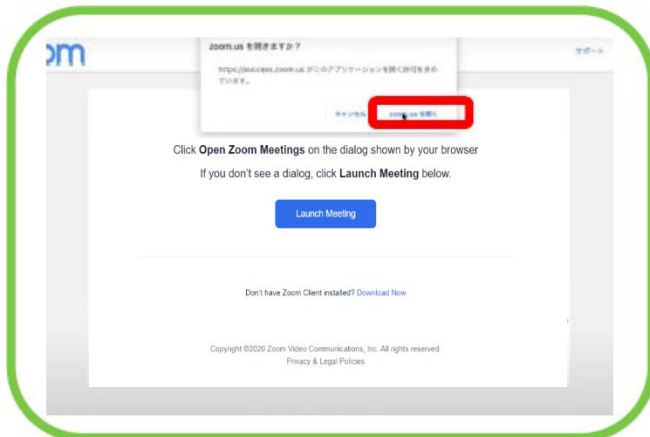 om
サポート
zoom.us を開きますか？
https://success.zoom.us がこのアプリケーションを開く許可を求め
ています。
キャンセル
zoom.us を開く
Click Open Zoom Meetings on the dialog shown by your browser
If you don't see a dialog, click Launch Meeting below.
Launch Meeting
Don't have Zoom Client installed? Download Now
Copyright ©2020 Zoom Video Communications, Inc. All rights reserved.
Privacy & Legal Policies